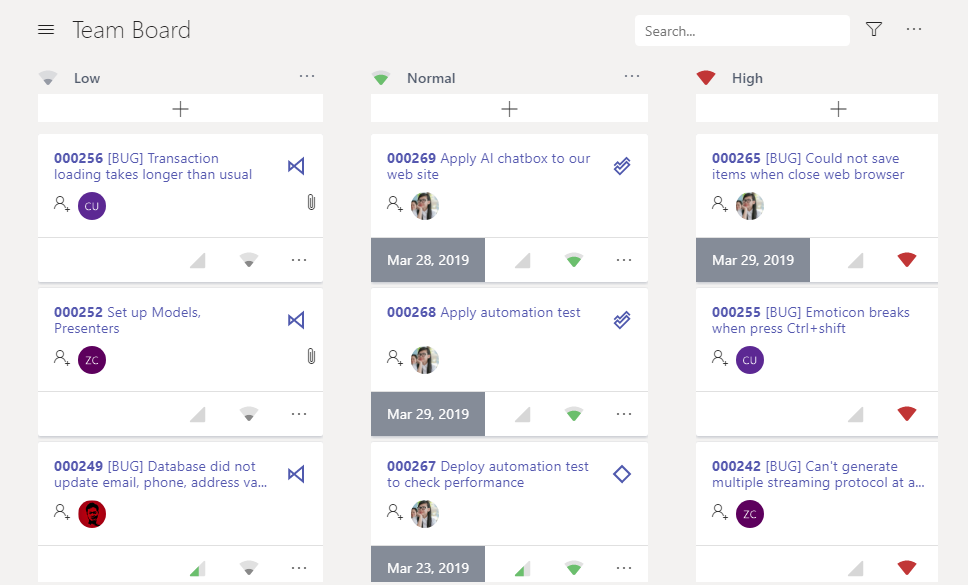 Team Board
Search...
Low
Normal
High
000256 [BUG] Transaction
loading takes longer than usual
CU
000252 Set up Models,
Presenters
ZC
000249 [BUG] Database did not
update email, phone, address va...
000269 Apply AI chatbox to our
web site
Mar 28, 2019
000268 Apply automation test
Mar 29, 2019
000267 Deploy automation test
to check performance
Mar 23, 2019
000265 [BUG] Could not save
items when close web browser
Mar 29, 2019
000255 [BUG] Emoticon breaks
when press Ctrl+shift
CU
000242 [BUG] Can't generate
multiple streaming protocol at a...
ZC